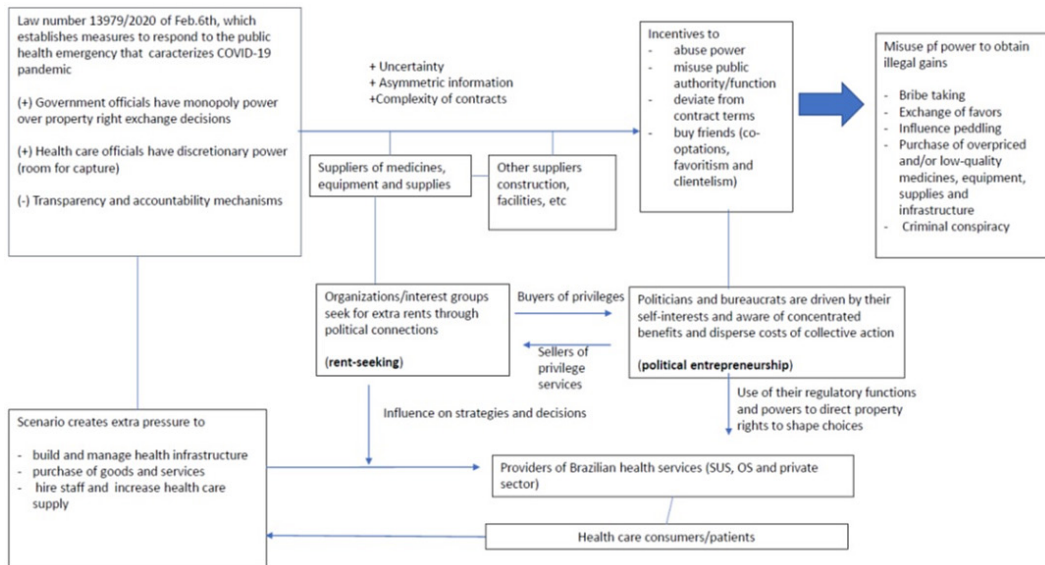 Law number 13979/2020 of Feb.6th, which
establishes measures to respond to the public
health emergency that caracterizes COVID-19
pandemic
(+) Government officials have monopoly power
over property right exchange decisions
(+) Health care officials have discretionary power
(room for capture)
(-) Transparency and accountability mechanisms
+ Uncertainty
+ Asymmetric information
+Complexity of contracts
Suppliers of medicines,
equipment and supplies
Other suppliers
construction,
facilities, etc
Incentives to
- abuse power
- misuse public
authority/function
- deviate from
contract terms
- buy friends (co-
optations,
favoritism and
clientelism)
Misuse pf power to obtain
illegal gains
- Bribe taking
- Exchange of favors
- Influence peddling
- Purchase of overpriced
and/or low-quality
medicines, equipment,
supplies and
infrastructure
- Criminal conspiracy
Organizations/interest groups
seek for extra rents through
political connections
(rent-seeking)
Buyers of privileges
Sellers of
privilege
services
Politicians and bureaucrats are driven by their
self-interests and aware of concentrated
benefits and disperse costs of collective action
(political entrepreneurship)
Influence on strategies and decisions
Use of their regulatory functions
and powers to direct property
rights to shape choices
Scenario creates extra pressure to
- build and manage health infrastructure
- purchase of goods and services
- hire staff and increase health care
supply
Providers of Brazilian health services (SUS, OS and private
sector)
Health care consumers/patients